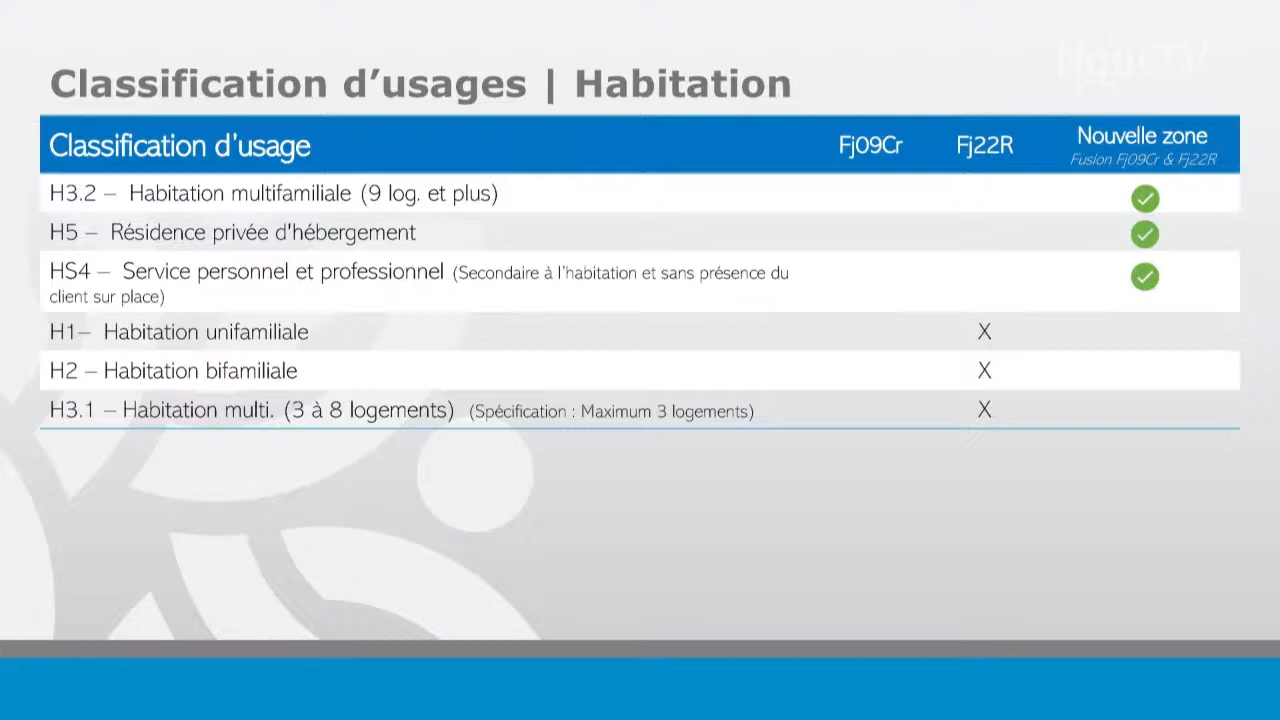 NousTV
Classification d’usages | Habitation
Classification d'usage Fj09Cr Fj22R Nouvelle zone
Fusion Fj09Cr & Fj22R
H3.2 – Habitation multifamiliale (9 log. et plus)
H5 – Résidence privée d'hébergement
HS4 – Service personnel et professionnel (Secondaire à l'habitation et sans présence du
client sur place)
H1– Habitation unifamiliale X
H2 – Habitation bifamiliale X
H3.1 – Habitation multi. (3 à 8 logements) (Spécification : Maximum 3 logements) X